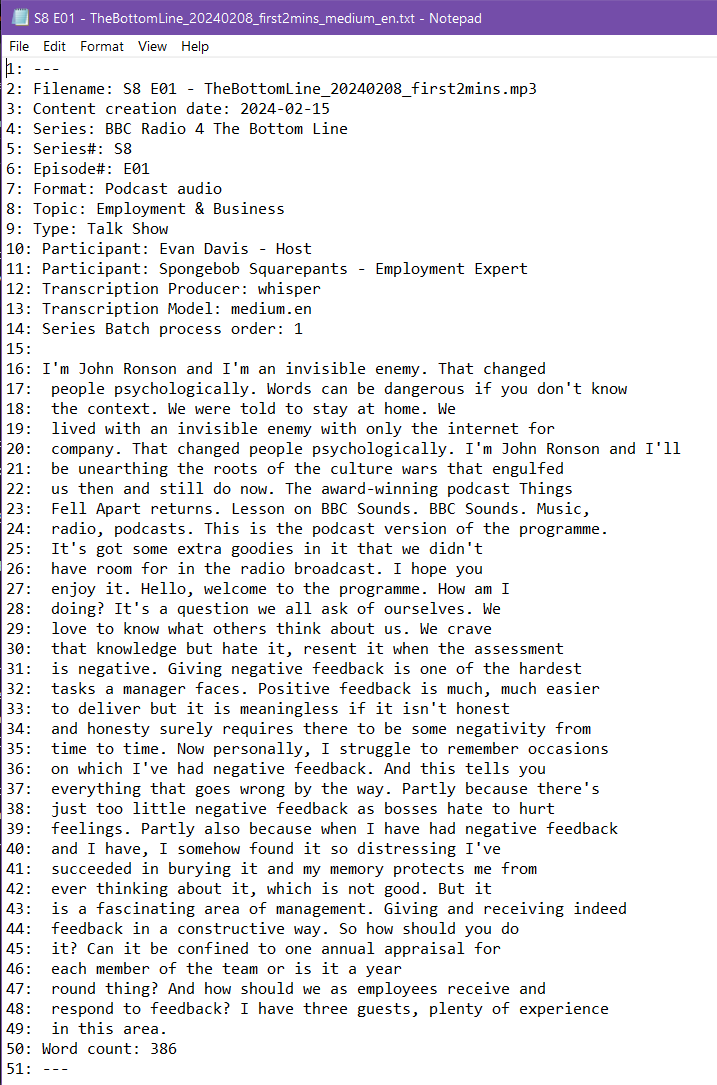 S8 E01 - TheBottomLine_20240208_first2mins_medium_en.txt - Notepad
File Edit Format View Help
1: ---
2: Filename: S8 E01 - TheBottomLine_20240208_first2mins.mp3
3: Content creation date: 2024-02-15
4: Series: BBC Radio 4 The Bottom Line
5: Series#: S8
6: Episode#: E01
7: Format: Podcast audio
8: Topic: Employment & Business
9: Type: Talk Show
10: Participant: Evan Davis - Host
11: Participant: Spongebob Squarepants - Employment Expert
12: Transcription Producer: whisper
13: Transcription Model: medium.en
14: Series Batch process order: 1
15:
16: I'm John Ronson and I'm an invisible enemy. That changed
17:  people psychologically. Words can be dangerous if you don't know
18:  the context. We were told to stay at home. We
19:  lived with an invisible enemy with only the internet for
20:  company. That changed people psychologically. I'm John Ronson and I'll
21:  be unearthing the roots of the culture wars that engulfed
22:  us then and still do now. The award-winning podcast Things
23:  Fell Apart returns. Lesson on BBC Sounds. BBC Sounds. Music,
24:  radio, podcasts. This is the podcast version of the programme.
25:  It's got some extra goodies in it that we didn't
26:  have room for in the radio broadcast. I hope you
27:  enjoy it. Hello, welcome to the programme. How am I
28:  doing? It's a question we all ask of ourselves. We
29:  love to know what others think about us. We crave
30:  that knowledge but hate it, resent it when the assessment
31:  is negative. Giving negative feedback is one of the hardest
32:  tasks a manager faces. Positive feedback is much, much easier
33:  to deliver but it is meaningless if it isn't honest
34:  and honesty surely requires there to be some negativity from
35:  time to time. Now personally, I struggle to remember occasions
36:  on which I've had negative feedback. And this tells you
37:  everything that goes wrong by the way. Partly because there's
38:  just too little negative feedback as bosses hate to hurt
39:  feelings. Partly also because when I have had negative feedback
40:  and I have, I somehow found it so distressing I've
41:  succeeded in burying it and my memory protects me from
42:  ever thinking about it, which is not good. But it
43:  is a fascinating area of management. Giving and receiving indeed
44:  feedback in a constructive way. So how should you do
45:  it? Can it be confined to one annual appraisal for
46:  each member of the team or is it a year
47:  round thing? And how should we as employees receive and
48:  respond to feedback? I have three guests, plenty of experience
49:  in this area.
50: Word count: 386
51: ---